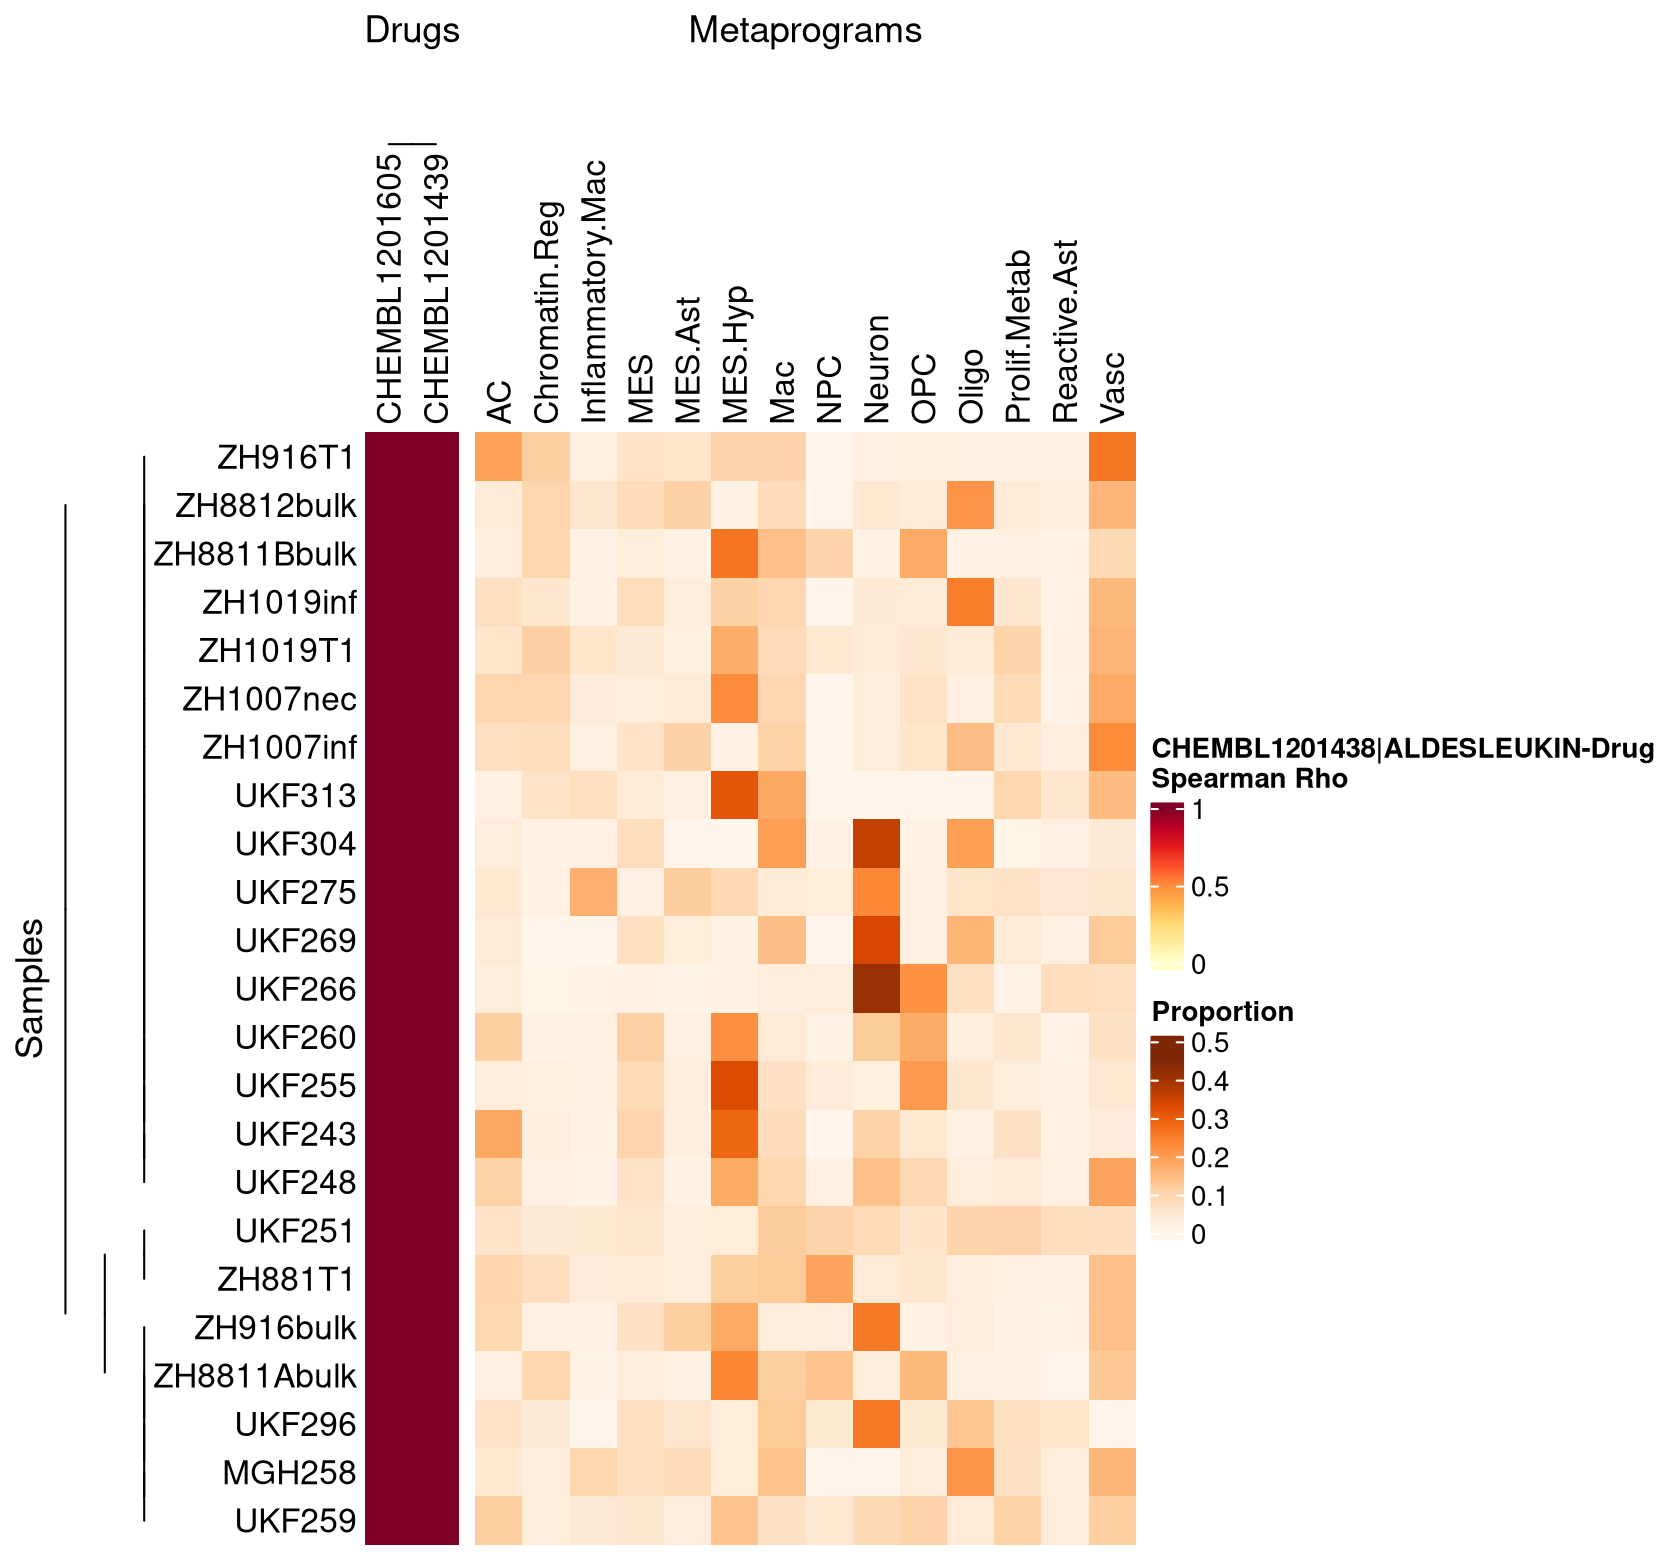 Drugs
Metaprograms
CHEMBL1201605
CHEMBL1201439
AC
Chromatin.Reg
Inflammatory.Mac
MES
MES.Ast
MES.Hyp
Mac
NPC
Neuron
OPC
Oligo
Prolif.Metab
Reactive.Ast
Vasc
Samples
ZH916T1
ZH8812bulk
ZH8811Bbulk
ZH1019inf
ZH1019T1
ZH1007nec
ZH1007inf
UKF313
UKF304
UKF275
UKF269
UKF266
UKF260
UKF255
UKF243
UKF248
UKF251
ZH881T1
ZH916bulk
ZH8811Abulk
UKF296
MGH258
UKF259
CHEMBL1201438|ALDESLEUKIN-Drug
Spearman Rho
1
0.5
0
Proportion
0.5
0.4
0.3
0.2
0.1
0